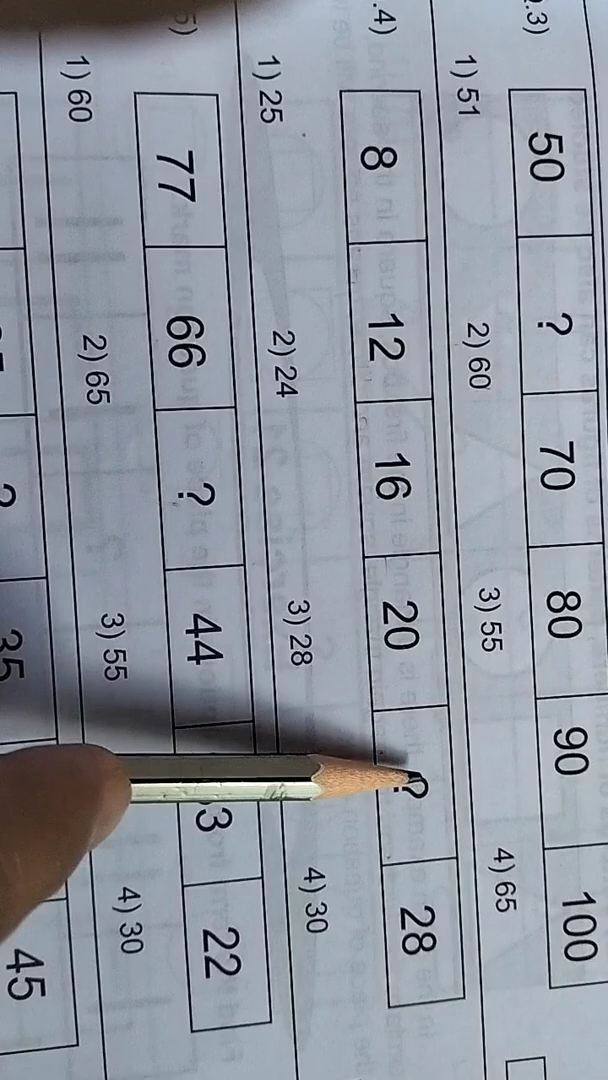 .3)
50 ? 70 80 90 100
1) 51 2) 60 3) 55 4) 65
.4)
8 12 16 20 ? 28
1) 25 2) 24 3) 28 4) 30
5)
77 66 ? 44 3 22
1) 60 2) 65 3) 55 4) 30
? 35 45